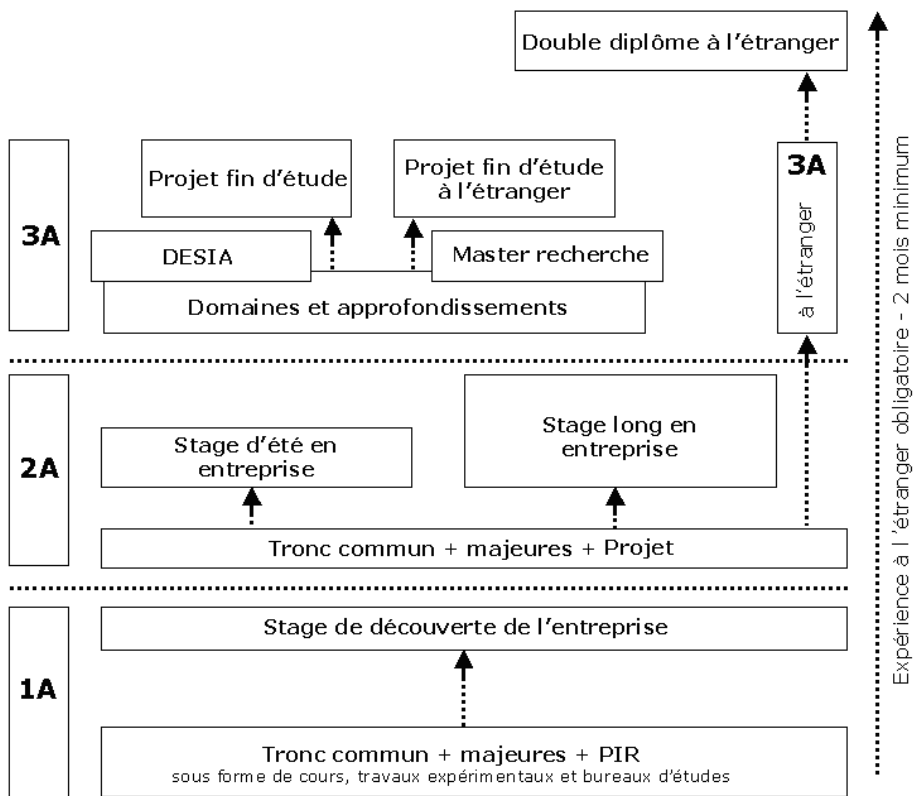 Double diplôme à l'étranger
3A
Projet fin d'étude
Projet fin d'étude
à l'étranger
3A
à l'étranger
DESIA
Master recherche
Domaines et approfondissements
2A
Stage d'été en
entreprise
Stage long en
entreprise
Tronc commun + majeures + Projet
1A
Stage de découverte de l'entreprise
Tronc commun + majeures + PIR
sous forme de cours, travaux expérimentaux et bureaux d'études
Expérience à l'étranger obligatoire - 2 mois minimum